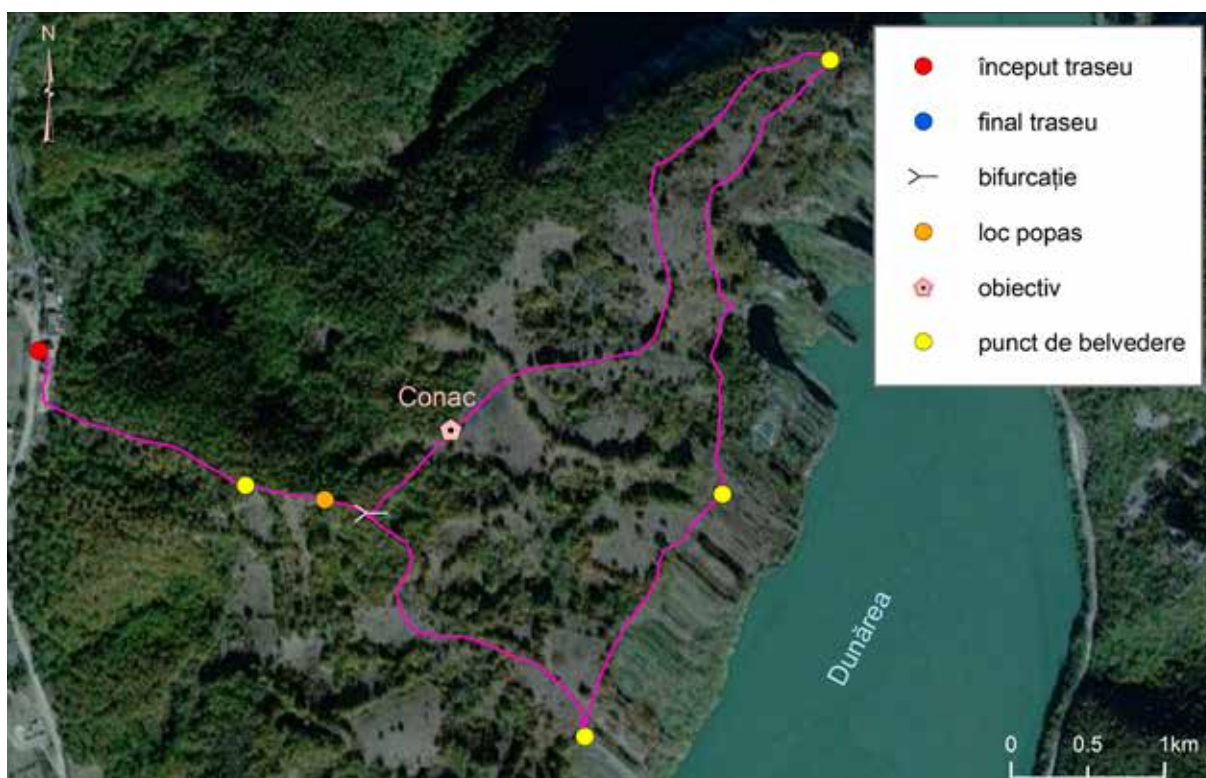 N
început traseu
final traseu
bifurcație
loc popas
obiectiv
punct de belvedere
Conac
Dunărea
0 0.5 1km